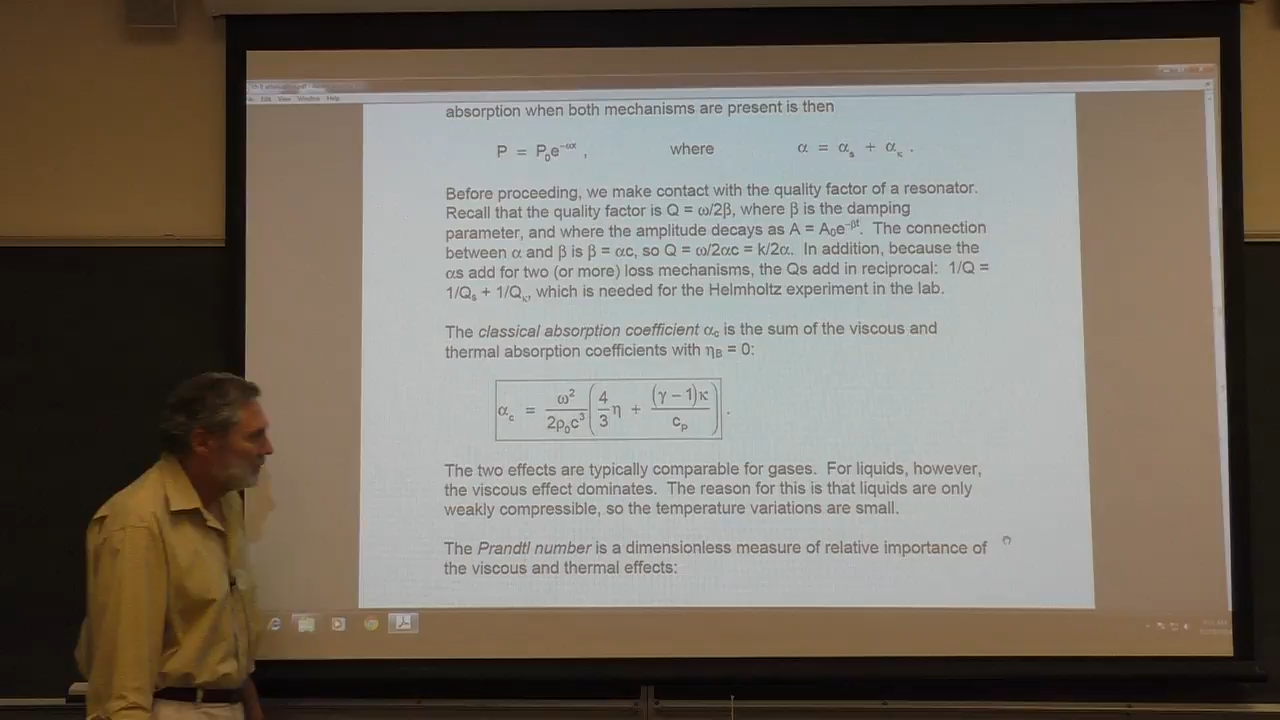 Edit View Window Help
absorption when both mechanisms are present is then
P = P₀e^{-αx} , where α = αₛ + α_κ .
Before proceeding, we make contact with the quality factor of a resonator.
Recall that the quality factor is Q = ω/2β, where β is the damping
parameter, and where the amplitude decays as A = A₀e^{-βt}. The connection
between α and β is β = αc, so Q = ω/2αc = k/2α. In addition, because the
αs add for two (or more) loss mechanisms, the Qs add in reciprocal: 1/Q =
1/Qₛ + 1/Q_κ, which is needed for the Helmholtz experiment in the lab.
The classical absorption coefficient α_c is the sum of the viscous and
thermal absorption coefficients with η_B = 0:
α_c = ω²/2ρ₀c³ (4/3 η + (γ − 1)κ/c_p) .
The two effects are typically comparable for gases. For liquids, however,
the viscous effect dominates. The reason for this is that liquids are only
weakly compressible, so the temperature variations are small.
The Prandtl number is a dimensionless measure of relative importance of
the viscous and thermal effects: